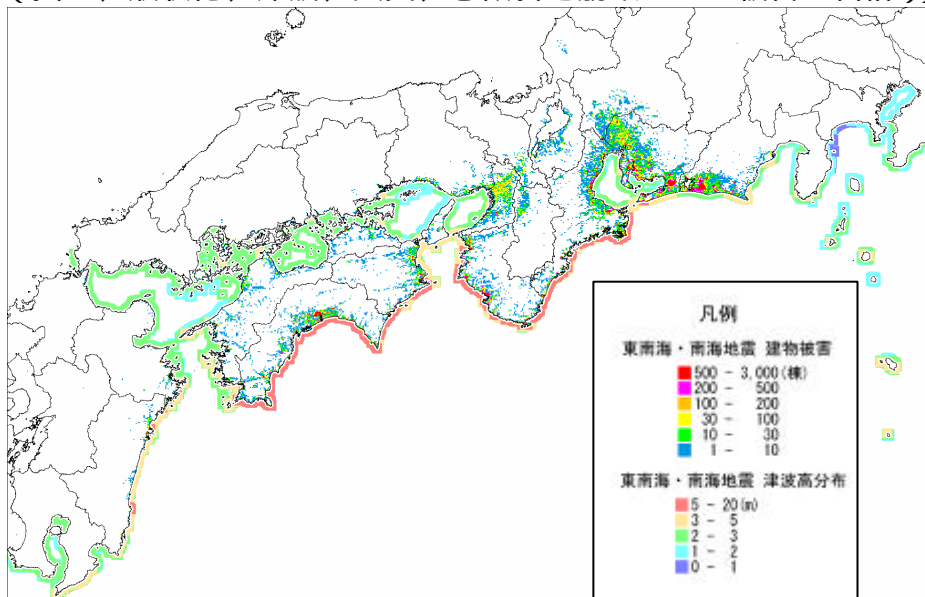 凡例
東南海・南海地震 建物被害
500 - 3,000(棟)
200 - 500
100 - 200
30 - 100
10 - 30
1 - 10
東南海・南海地震 津波高分布
5 - 20(m)
3 - 5
2 - 3
1 - 2
0 - 1